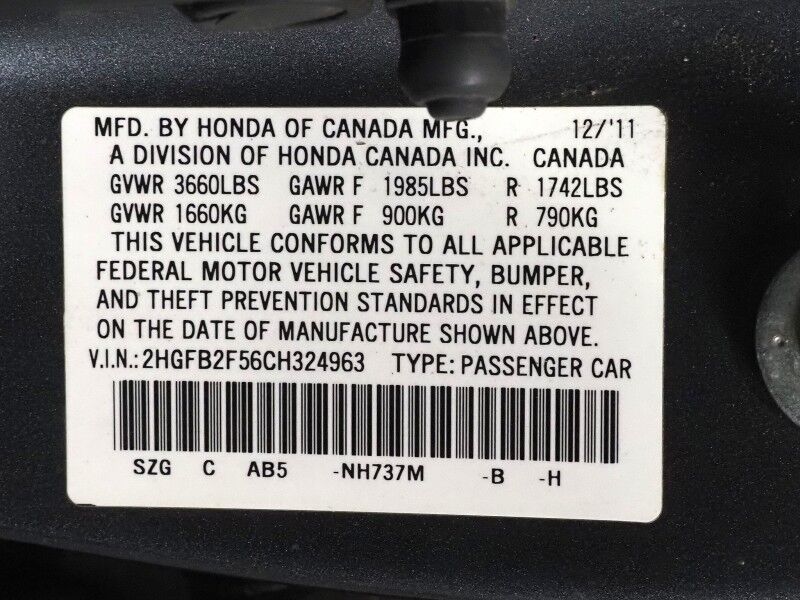 MFD. BY HONDA OF CANADA MFG., 12/'11
A DIVISION OF HONDA CANADA INC. CANADA
GVWR 3660LBS GAWR F 1985LBS R 1742LBS
GVWR 1660KG GAWR F 900KG R 790KG
THIS VEHICLE CONFORMS TO ALL APPLICABLE
FEDERAL MOTOR VEHICLE SAFETY, BUMPER,
AND THEFT PREVENTION STANDARDS IN EFFECT
ON THE DATE OF MANUFACTURE SHOWN ABOVE.
V.I.N.: 2HGFB2F56CH324963 TYPE: PASSENGER CAR
SZG C AB5 -NH737M -B -H